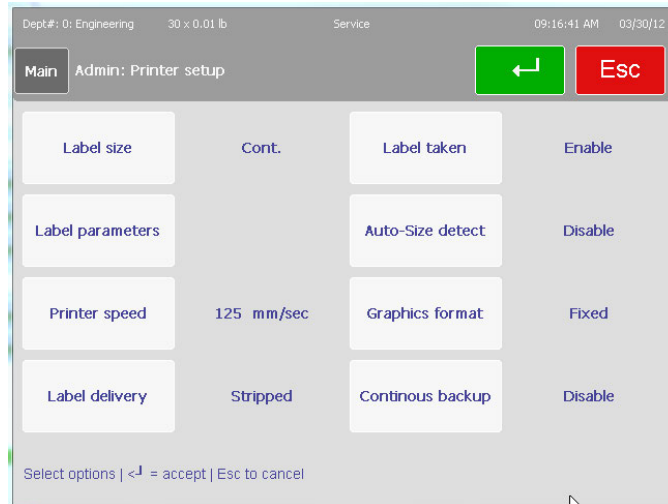 Dept#: 0: Engineering 30 x 0.01 lb Service 09:16:41 AM 03/30/12
Main Admin: Printer setup Esc
Label size Cont. Label taken Enable
Label parameters Auto-Size detect Disable
Printer speed 125 mm/sec Graphics format Fixed
Label delivery Stripped Continous backup Disable
Select options | <┘ = accept | Esc to cancel